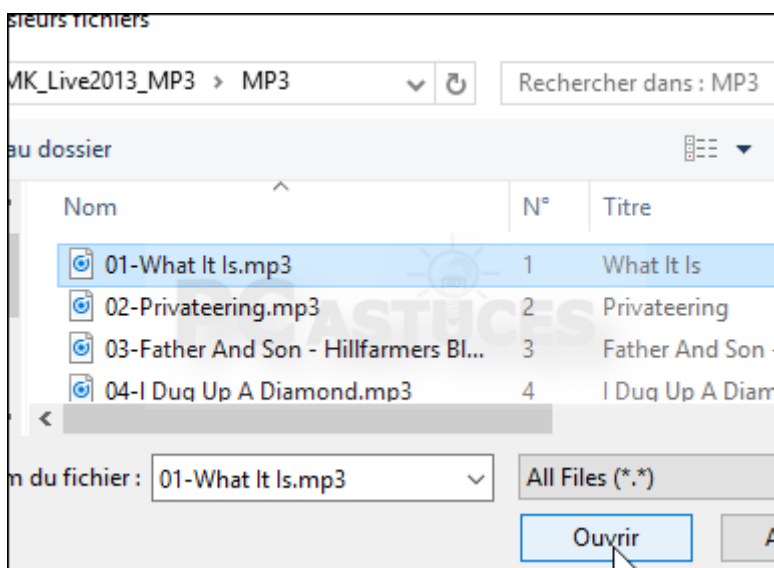 sieurs fichiers
MK_Live2013_MP3 > MP3 Rechercher dans : MP3
au dossier
Nom N° Titre
01-What It Is.mp3 1 What It Is
02-Privateering.mp3 2 Privateering
03-Father And Son - Hillfarmers Bl... 3 Father And Son -
04-I Dug Up A Diamond.mp3 4 I Dug Up A Diam
PC ASTUCES
m du fichier : 01-What It Is.mp3 All Files (*.*)
Ouvrir A